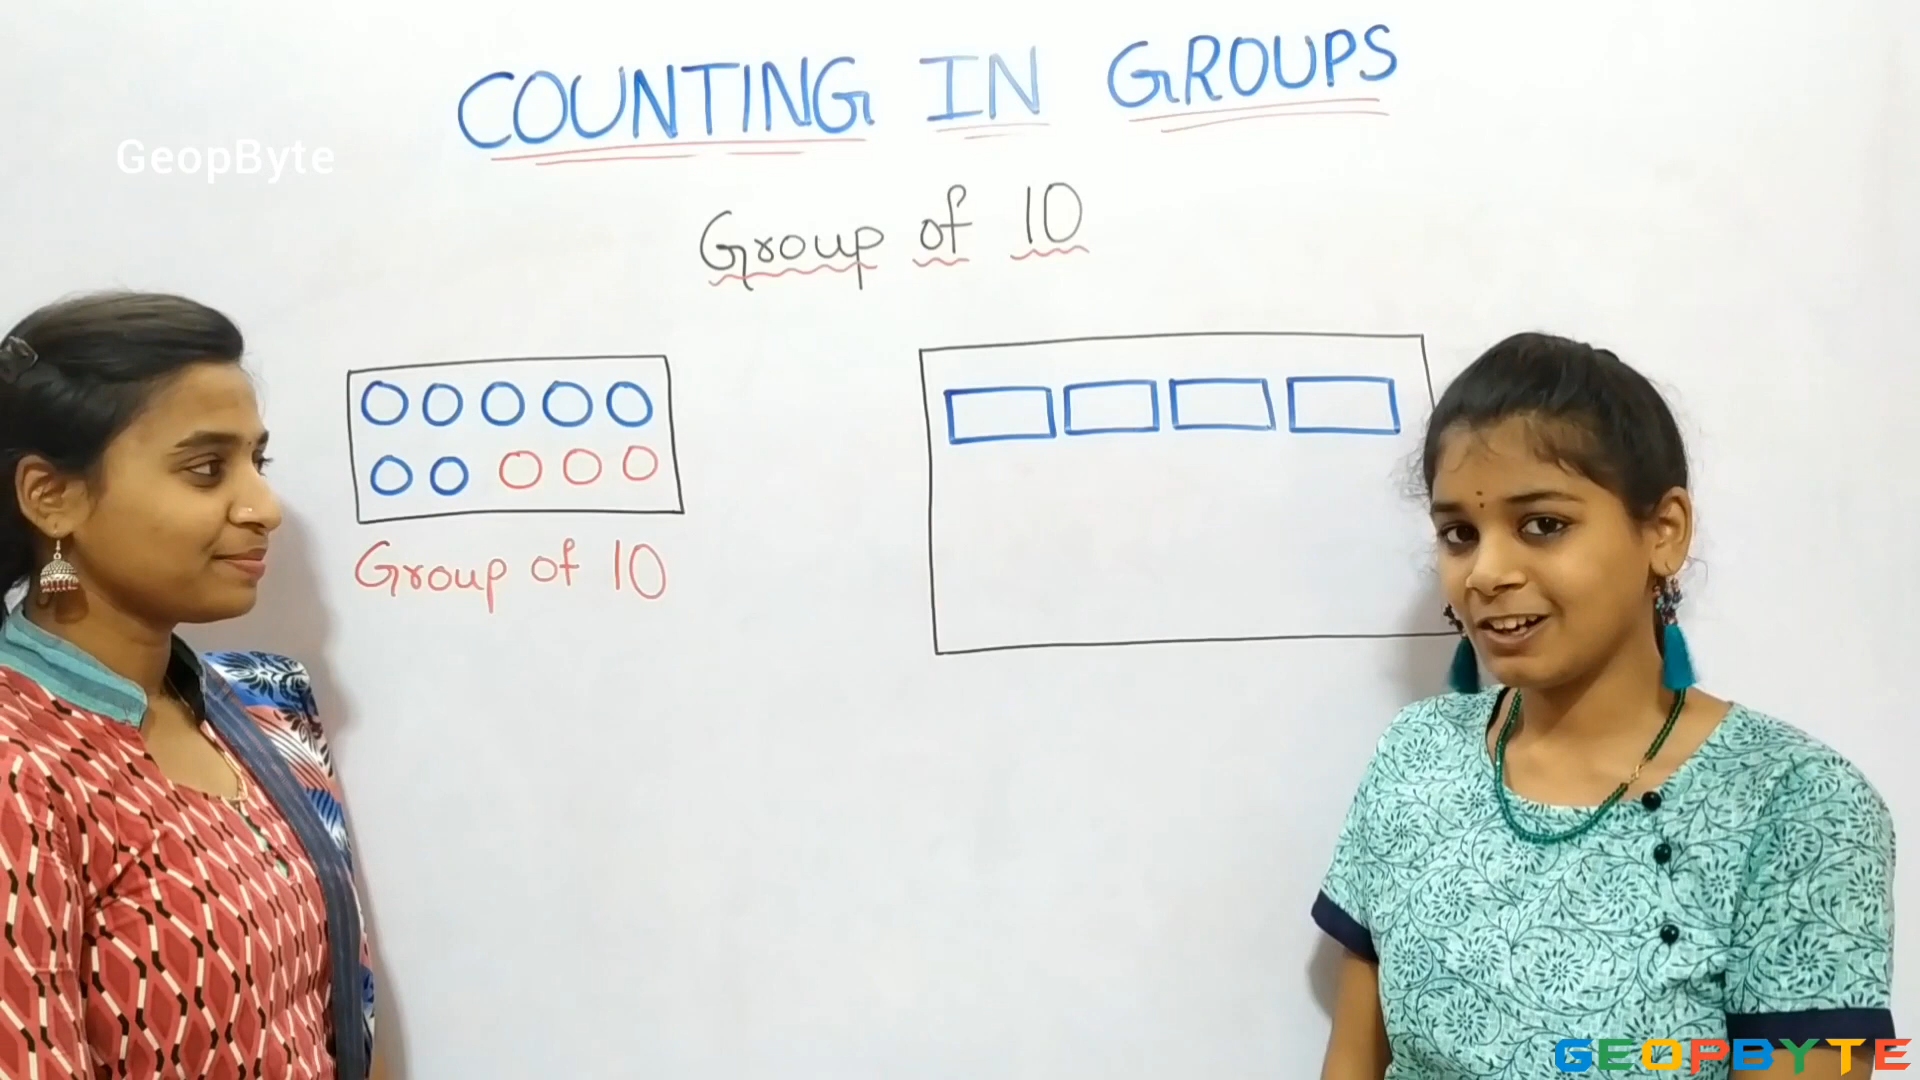 COUNTING IN GROUPS
GeopByte
Group of 10
Group of 10
GEOPBYTE